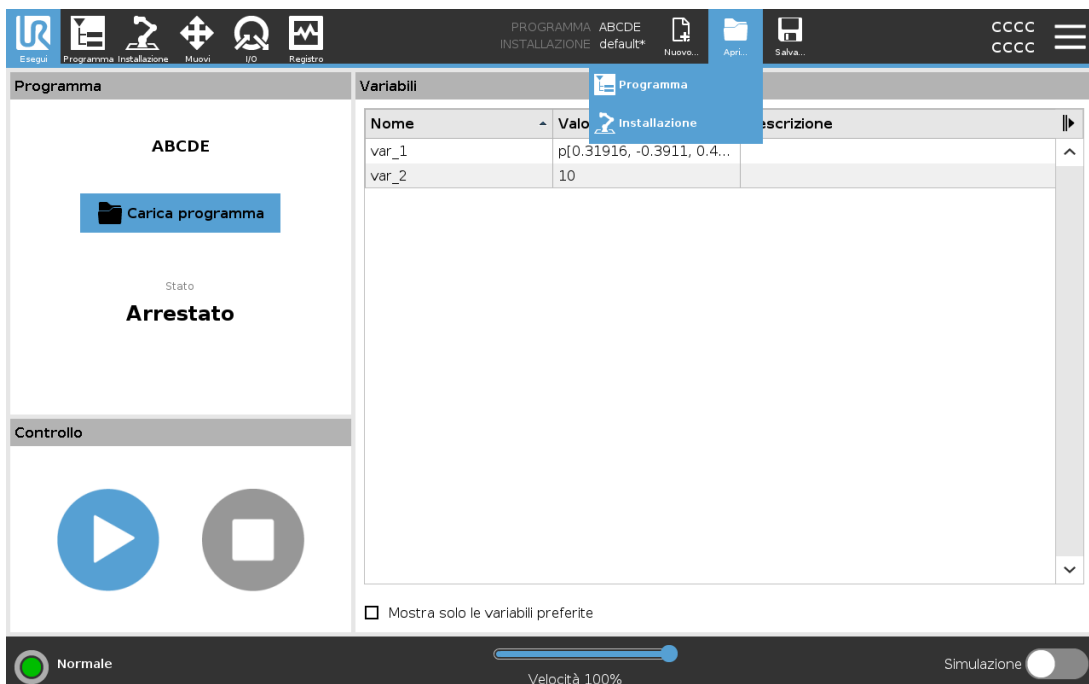 UR
PROGRAMMA ABCDE
INSTALLAZIONE default*
CCCC
CCCC
Esegui Programma Installazione Muovi I/O Registro Nuovo... Apri... Salva...
Programma
Variabili
Programma
Installazione
Nome Valo escrizione
var_1 p[0.31916, -0.3911, 0.4...
var_2 10
ABCDE
Carica programma
Stato
Arrestato
Controllo
Mostra solo le variabili preferite
Normale
Velocità 100%
Simulazione